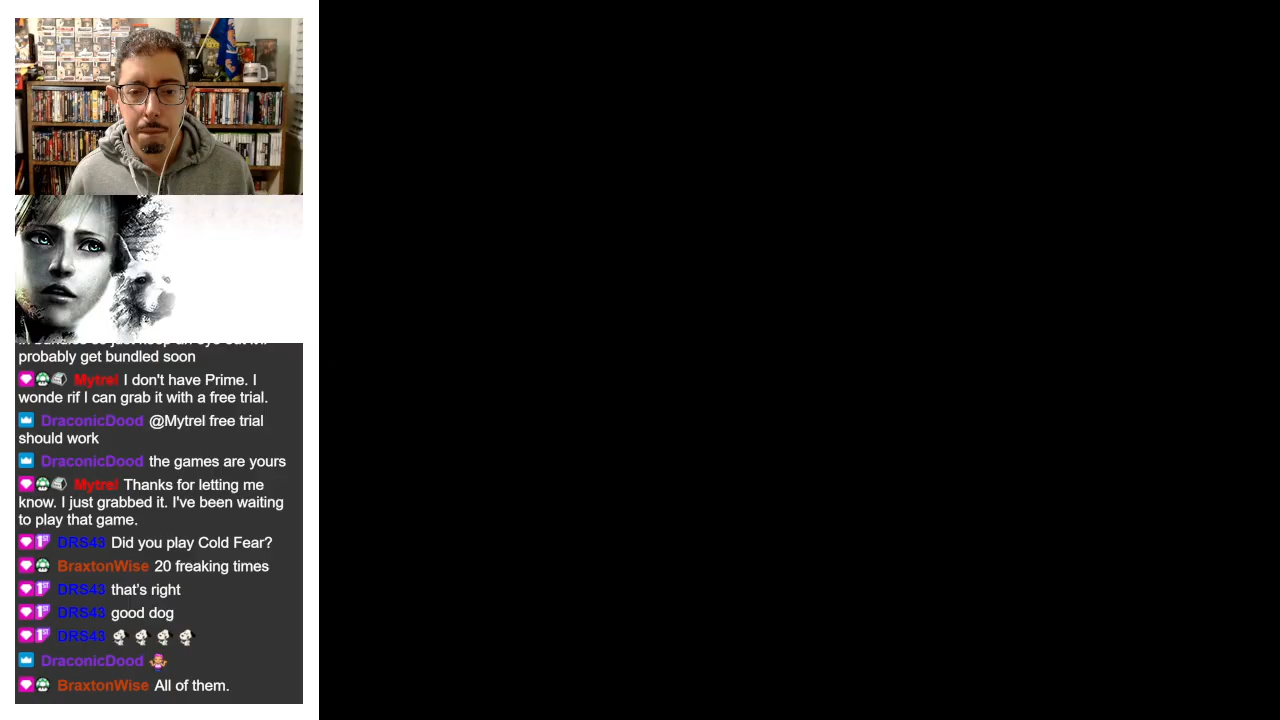 probably get bundled soon
Mytrel I don't have Prime. I
wonde rif I can grab it with a free trial.
DraconicDood @Mytrel free trial
should work
DraconicDood the games are yours
Mytrel Thanks for letting me
know. I just grabbed it. I've been waiting
to play that game.
DRS43 Did you play Cold Fear?
BraxtonWise 20 freaking times
DRS43 that's right
DRS43 good dog
DRS43
DraconicDood
BraxtonWise All of them.